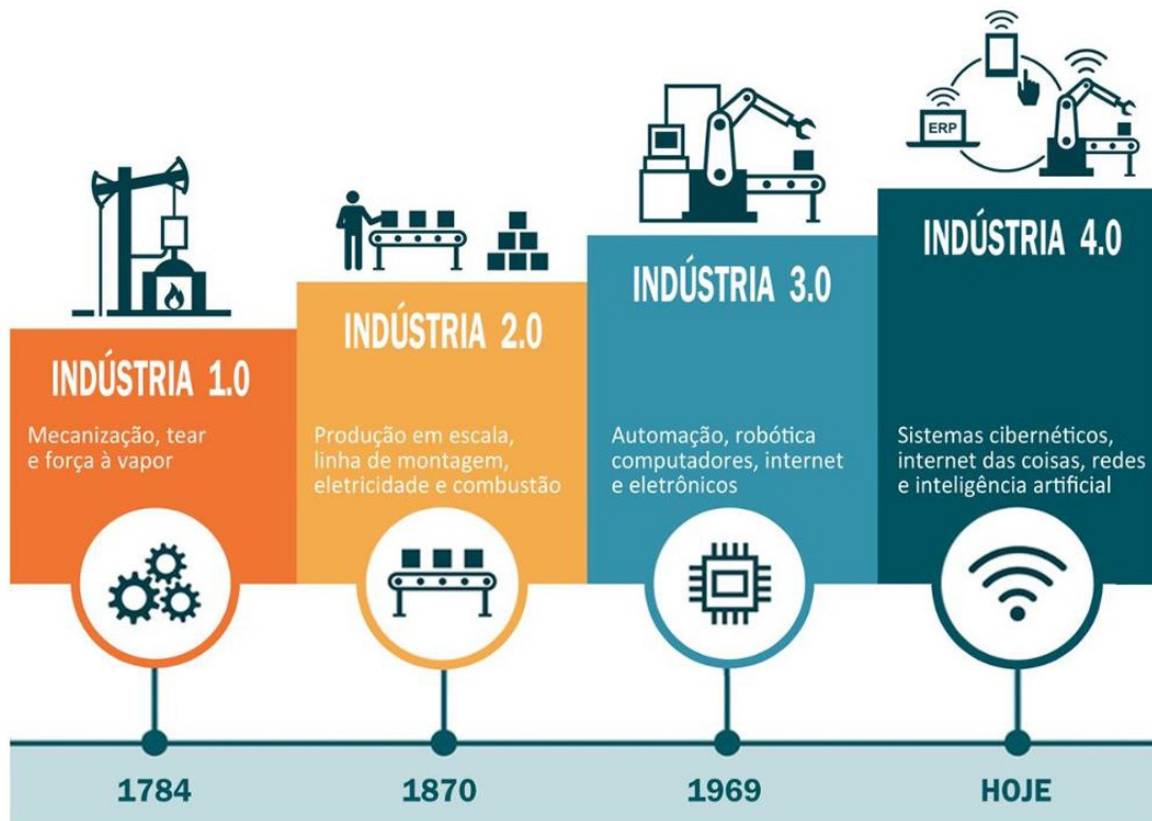 ERP
INDÚSTRIA 1.0
Mecanização, tear
e força à vapor
1784
INDÚSTRIA 2.0
Produção em escala,
linha de montagem,
eletricidade e combustão
1870
INDÚSTRIA 3.0
Automação, robótica
computadores, internet
e eletrônicos
1969
INDÚSTRIA 4.0
Sistemas cibernéticos,
internet das coisas, redes
e inteligência artificial
HOJE